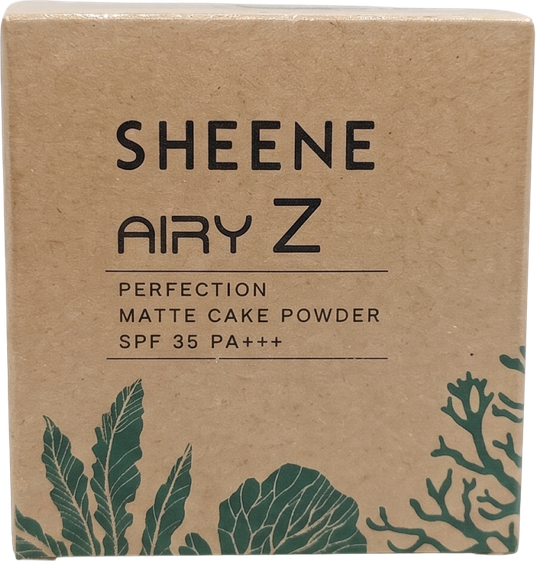 SHEENE
AIRY Z
PERFECTION
MATTE CAKE POWDER
SPF 35 PA+++